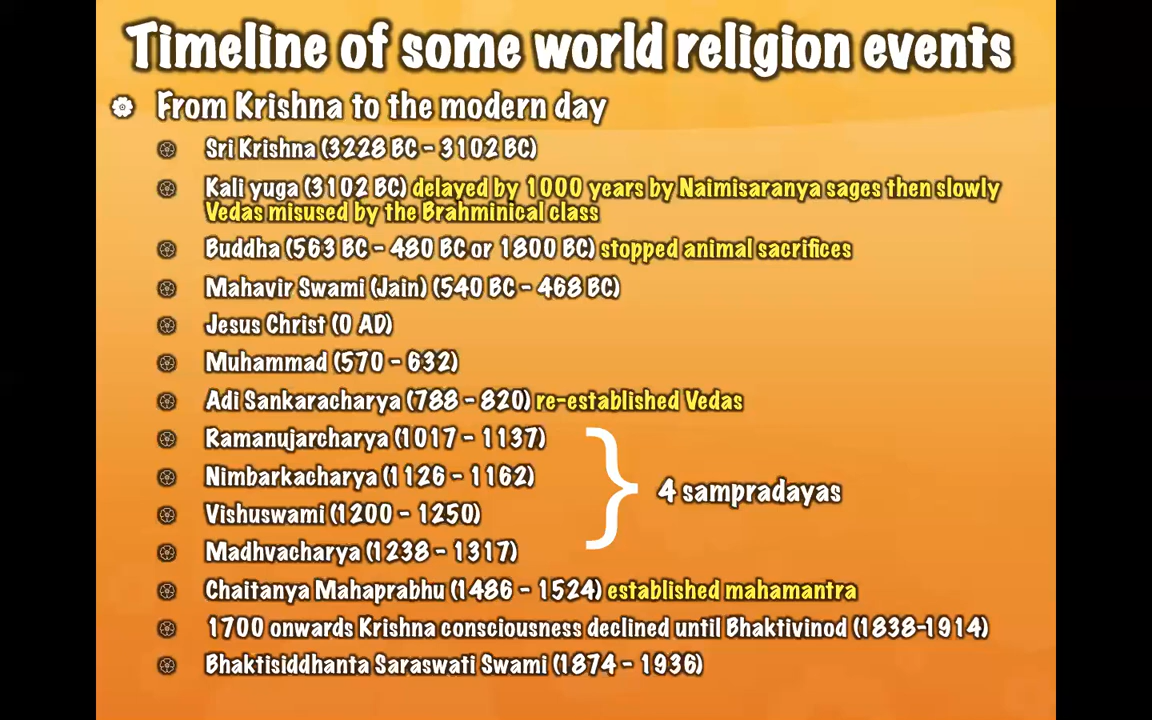 Timeline of some world religion events
From Krishna to the modern day
Sri Krishna (3228 BC - 3102 BC)
Kali yuga (3102 BC) delayed by 1000 years by Naimisaranya sages then slowly
Vedas misused by the Brahminical class
Buddha (563 BC - 480 BC or 1800 BC) stopped animal sacrifices
Mahavir Swami (Jain) (540 BC - 468 BC)
Jesus Christ (0 AD)
Muhammad (570 - 632)
Adi Sankaracharya (788 - 820) re-established Vedas
Ramanujarcharya (1017 - 1137)
Nimbarkacharya (1126 - 1162)
4 sampradayas
Vishuswami (1200 - 1250)
Madhvacharya (1238 - 1317)
Chaitanya Mahaprabhu (1486 - 1524) established mahamantra
1700 onwards Krishna consciousness declined until Bhaktivinod (1838-1914)
Bhaktisiddhanta Saraswati Swami (1874 - 1936)